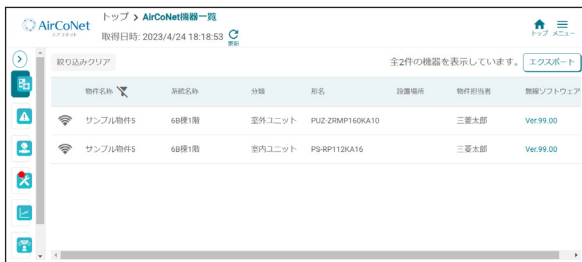 AirCoNet
エアコネット
トップ > AirCoNet機器一覧
取得日時: 2023/4/24 18:18:53 更新
トップ メニュー
絞り込みクリア
全2件の機器を表示しています。 エクスポート
物件名称 系統名称 分類 形名 設置場所 物件担当者 無線ソフトウェア
サンプル物件5 6B棟1階 室外ユニット PUZ-ZRMP160KA10 三菱太郎 Ver.99.00
サンプル物件5 6B棟1階 室内ユニット PS-RP112KA16 三菱太郎 Ver.99.00